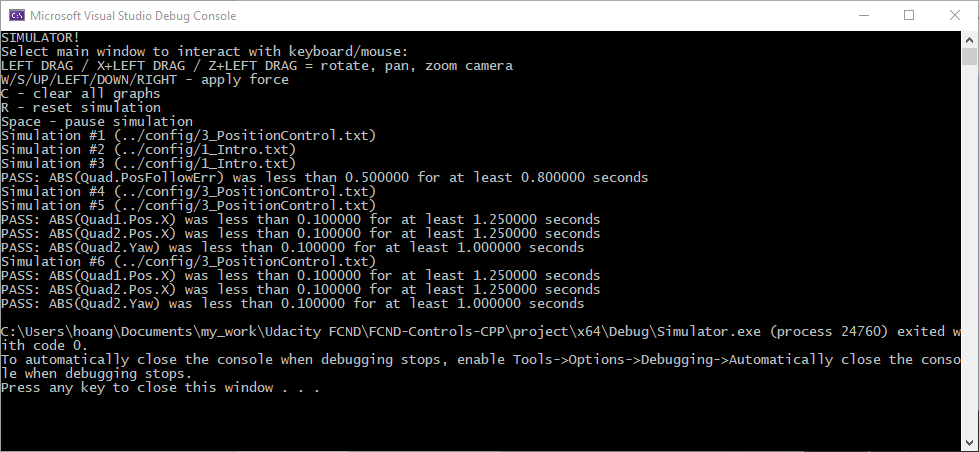 Microsoft Visual Studio Debug Console
SIMULATOR!
Select main window to interact with keyboard/mouse:
LEFT DRAG / X+LEFT DRAG / Z+LEFT DRAG = rotate, pan, zoom camera
W/S/UP/LEFT/DOWN/RIGHT - apply force
C - clear all graphs
R - reset simulation
Space - pause simulation
Simulation #1 (../config/3_PositionControl.txt)
Simulation #2 (../config/1_Intro.txt)
Simulation #3 (../config/1_Intro.txt)
PASS: ABS(Quad.PosFollowErr) was less than 0.500000 for at least 0.800000 seconds
Simulation #4 (../config/3_PositionControl.txt)
Simulation #5 (../config/3_PositionControl.txt)
PASS: ABS(Quad1.Pos.X) was less than 0.100000 for at least 1.250000 seconds
PASS: ABS(Quad2.Pos.X) was less than 0.100000 for at least 1.250000 seconds
PASS: ABS(Quad2.Yaw) was less than 0.100000 for at least 1.000000 seconds
Simulation #6 (../config/3_PositionControl.txt)
PASS: ABS(Quad1.Pos.X) was less than 0.100000 for at least 1.250000 seconds
PASS: ABS(Quad2.Pos.X) was less than 0.100000 for at least 1.250000 seconds
PASS: ABS(Quad2.Yaw) was less than 0.100000 for at least 1.000000 seconds
C:\Users\hoang\Documents\my_work\Udacity FCND\FCND-Controls-CPP\project\x64\Debug\Simulator.exe (process 24760) exited w
ith code 0.
To automatically close the console when debugging stops, enable Tools->Options->Debugging->Automatically close the conso
le when debugging stops.
Press any key to close this window . . .